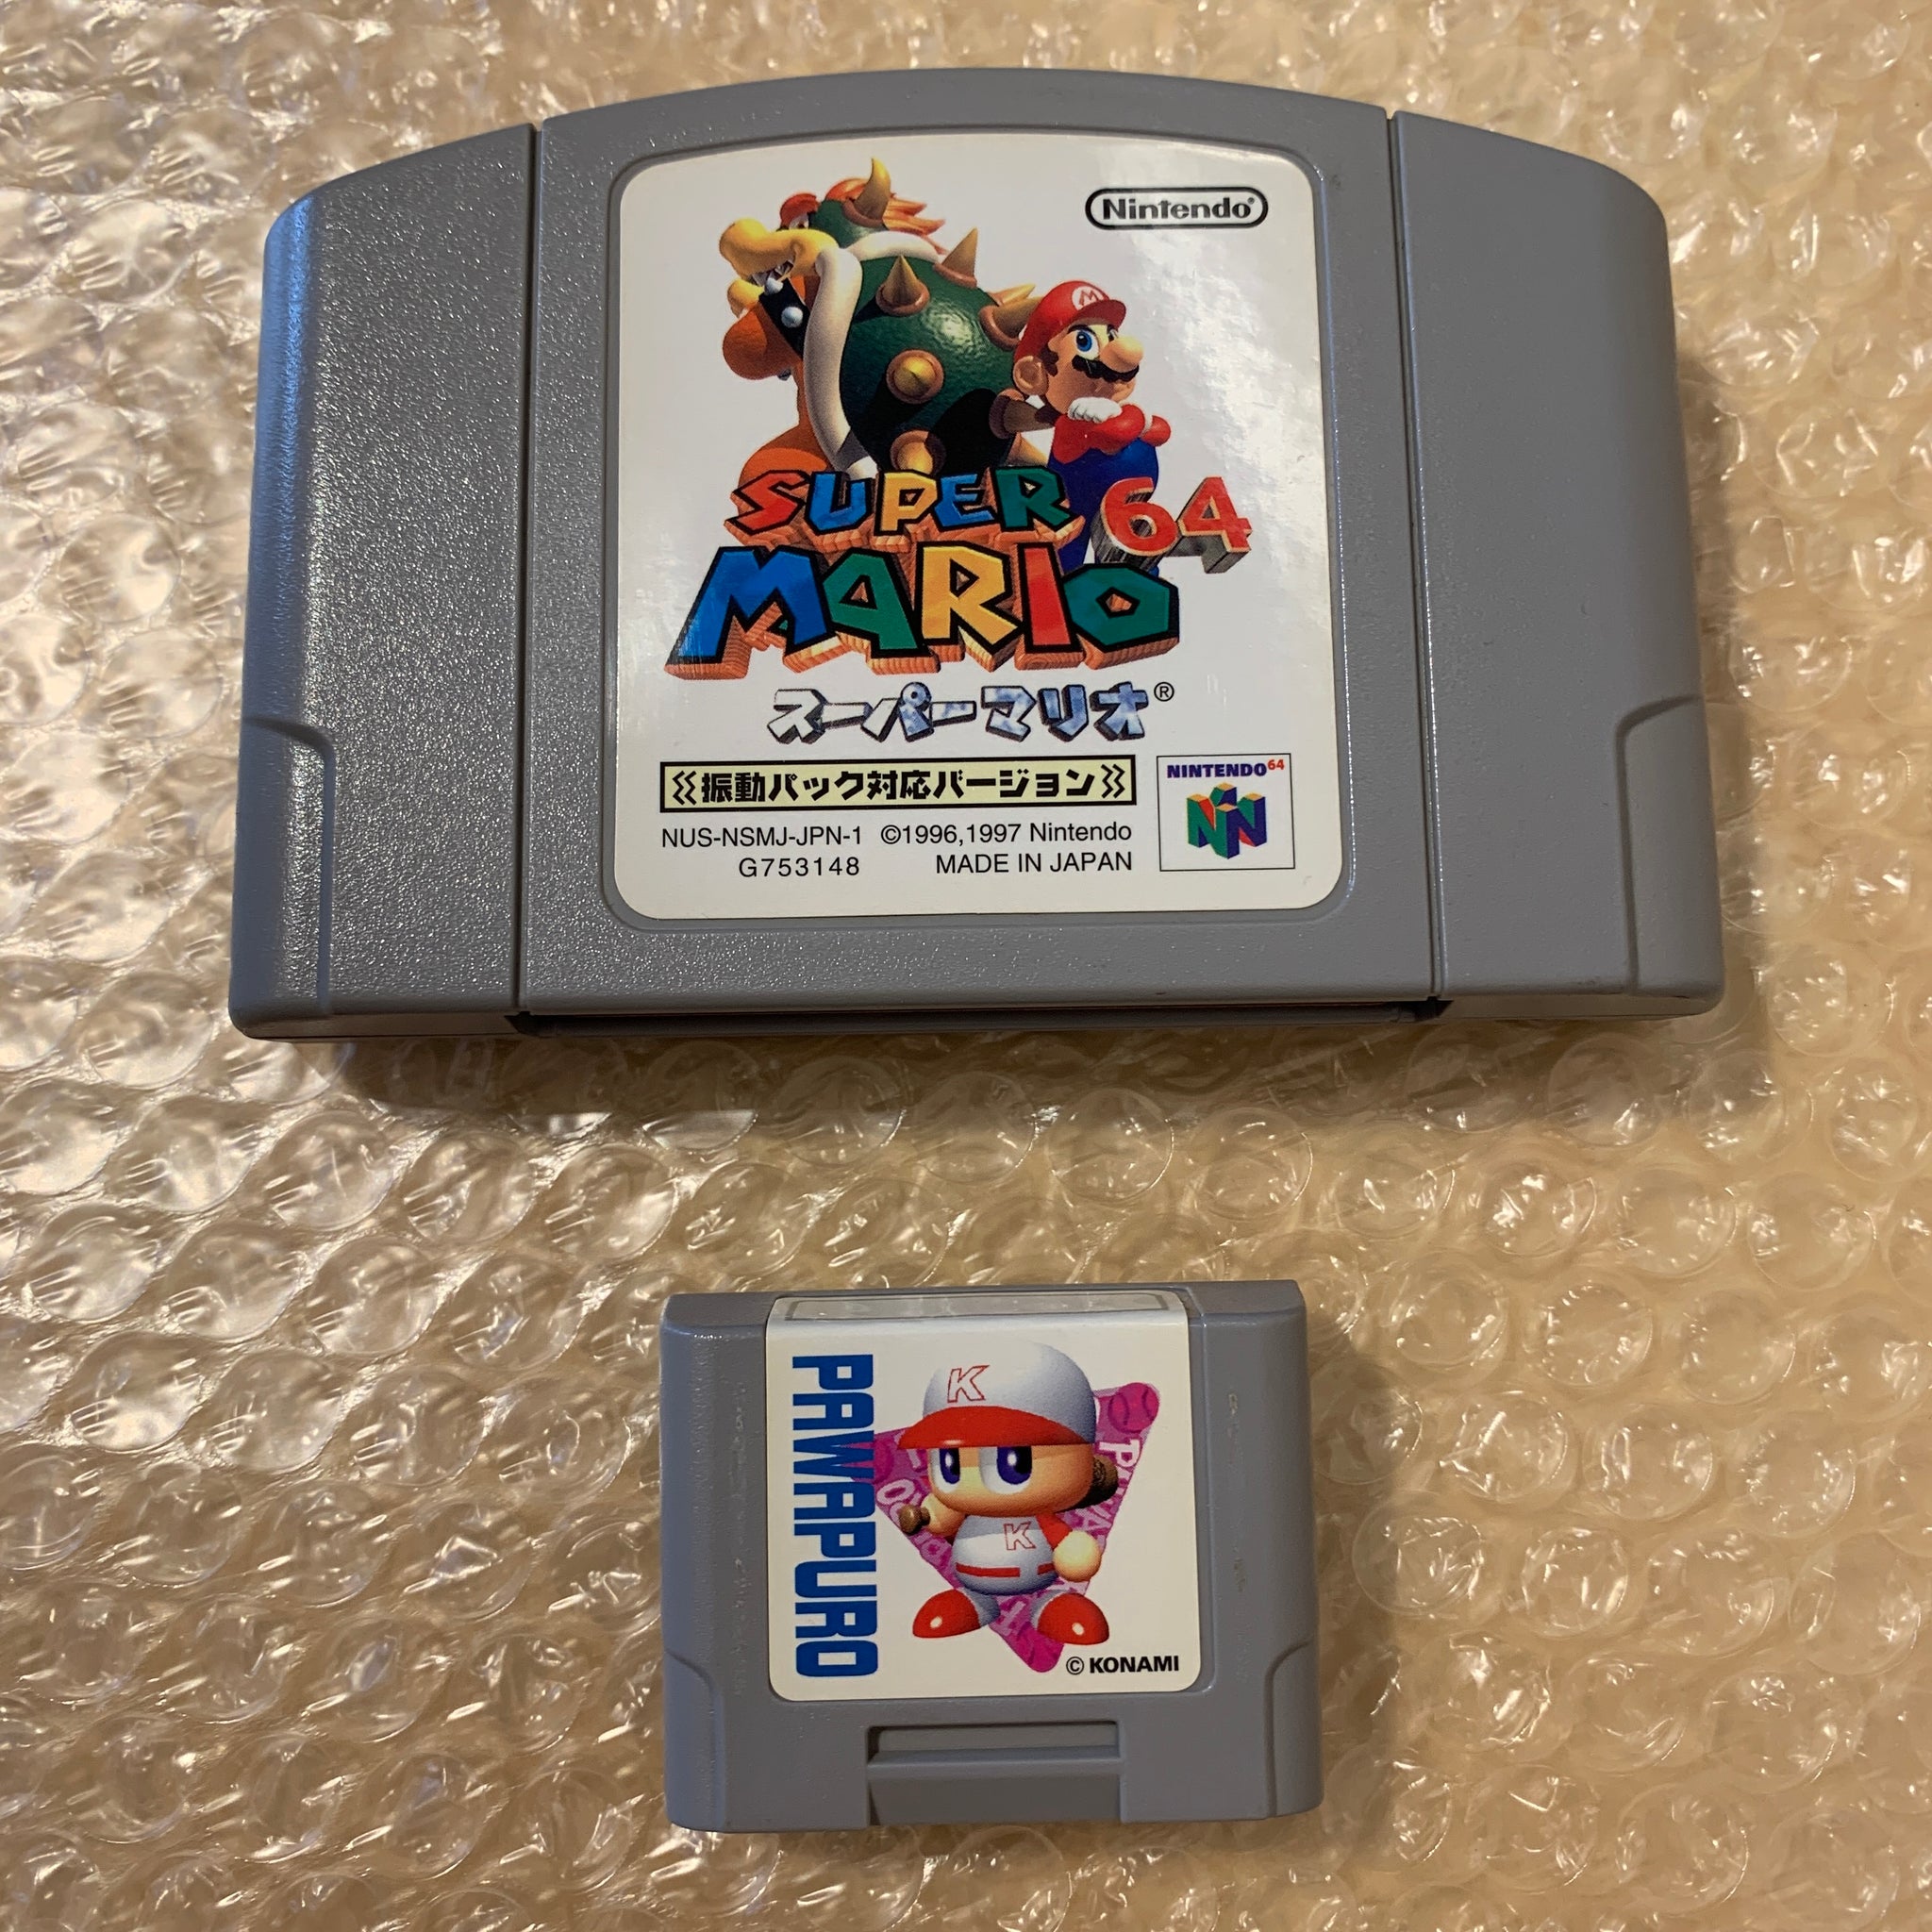 Nintendo®
SUPER
MARIO 64
スーパーマリオ®
振動パック対応バージョン
NINTENDO64
NUS-NSMJ-JPN-1 ©1996,1997 Nintendo
G753148 MADE IN JAPAN
PAWAPURO
K
K
© KONAMI